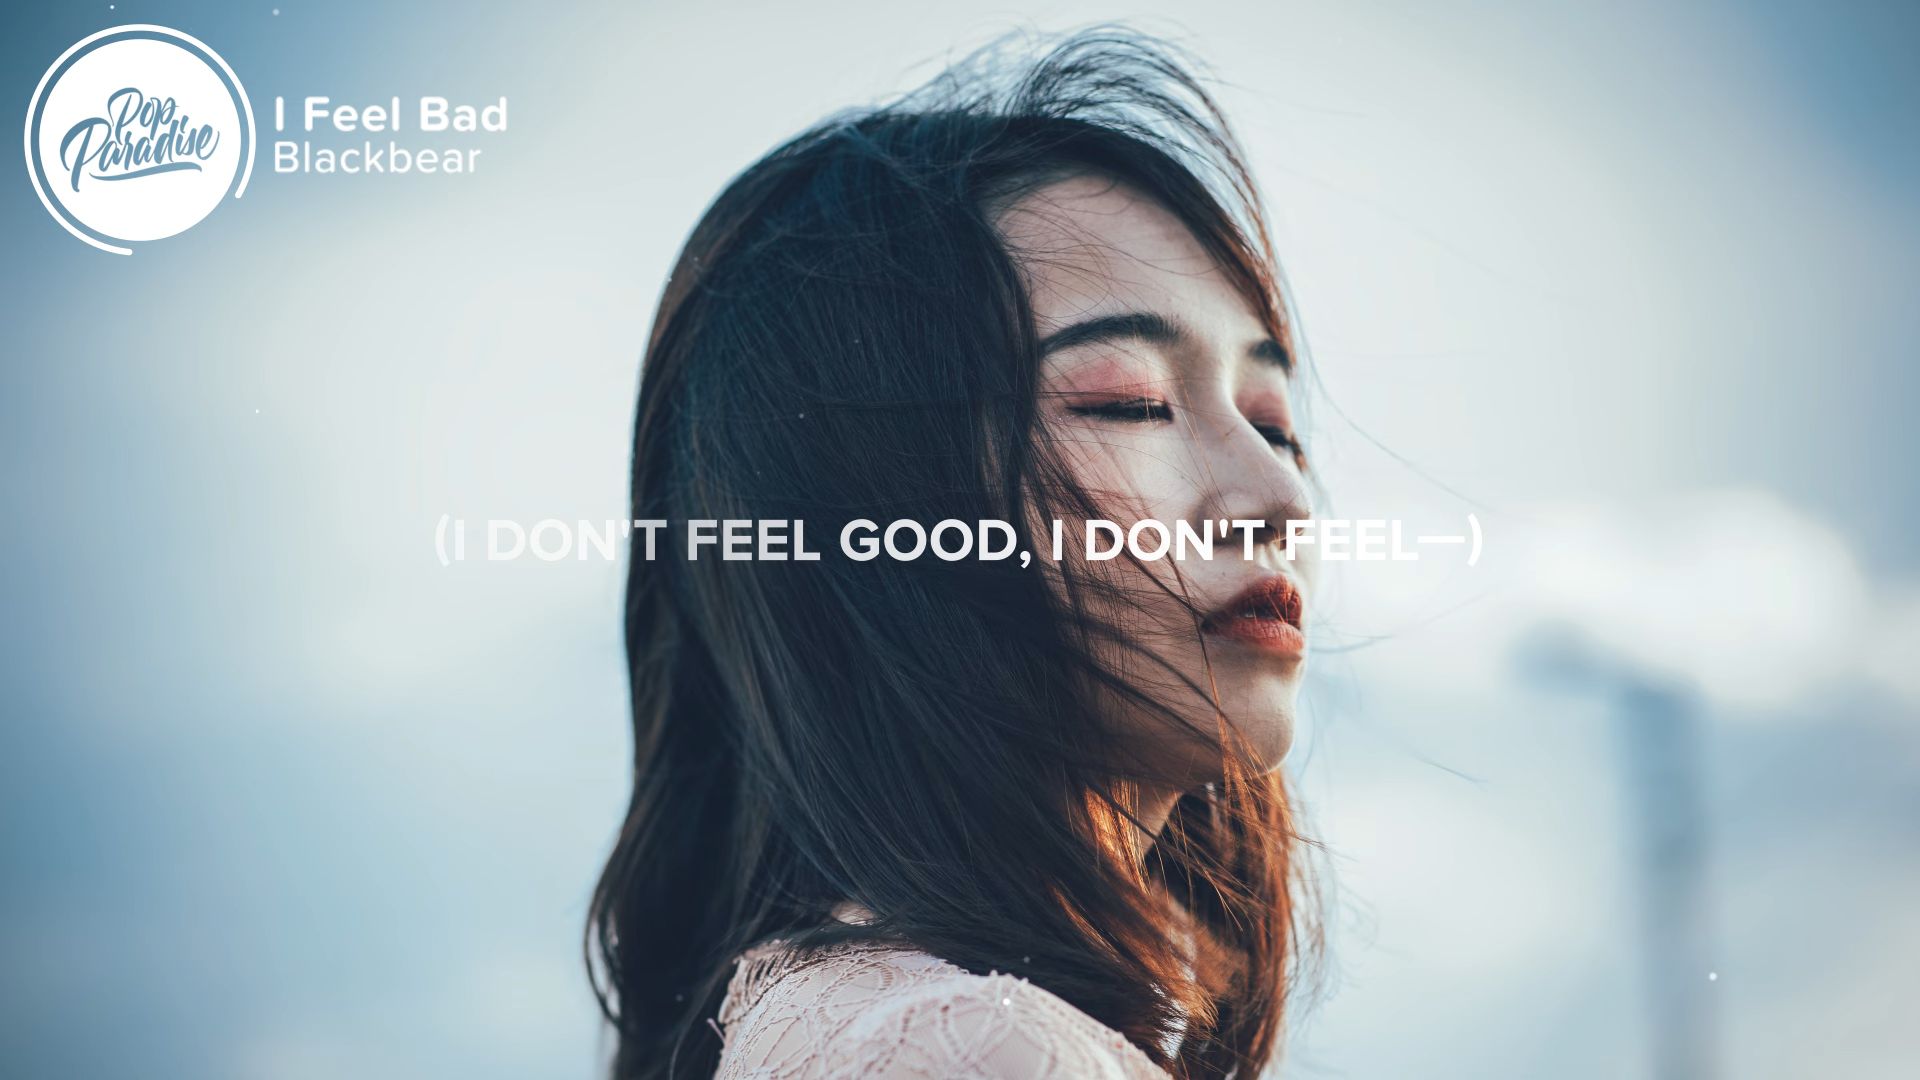 Pop
Paradise
I Feel Bad
Blackbear
(I DON'T FEEL GOOD, I DON'T FEEL—)